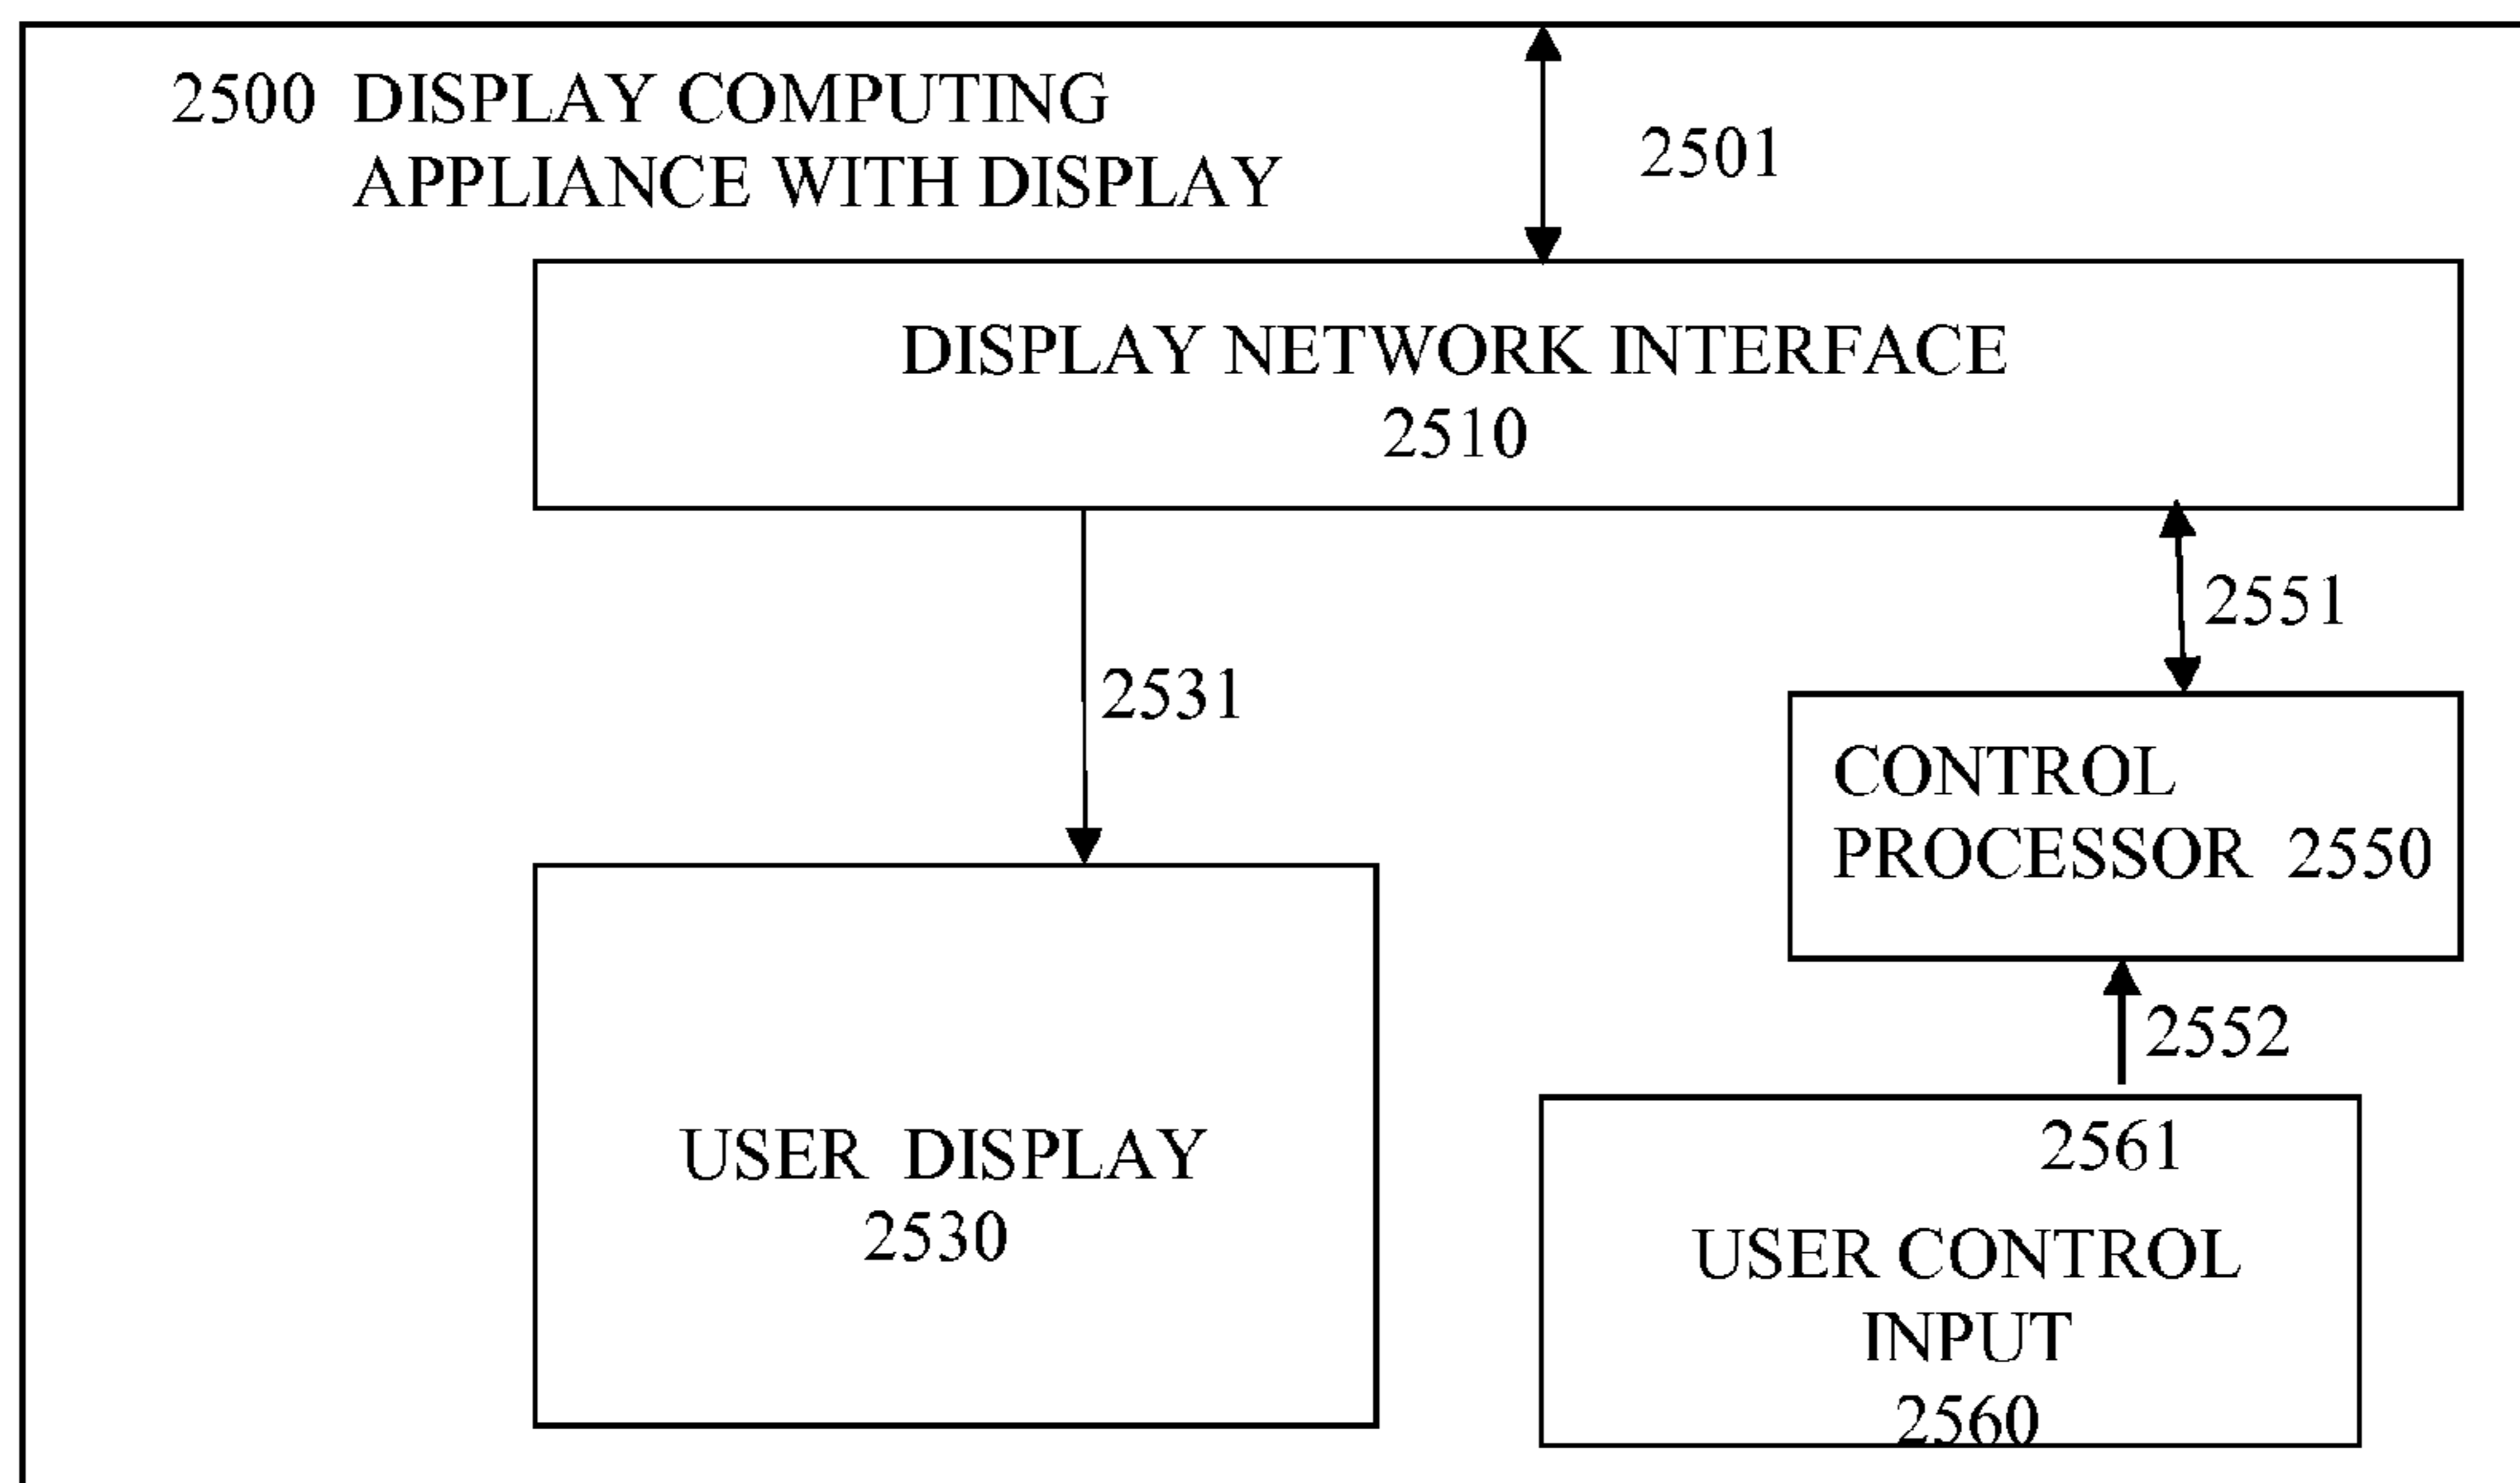 2500 DISPLAY COMPUTING
APPLIANCE WITH DISPLAY
2501
DISPLAY NETWORK INTERFACE
2510
2551
2531
CONTROL
PROCESSOR 2550
2552
USER DISPLAY
2530
2561
USER CONTROL
INPUT
2560